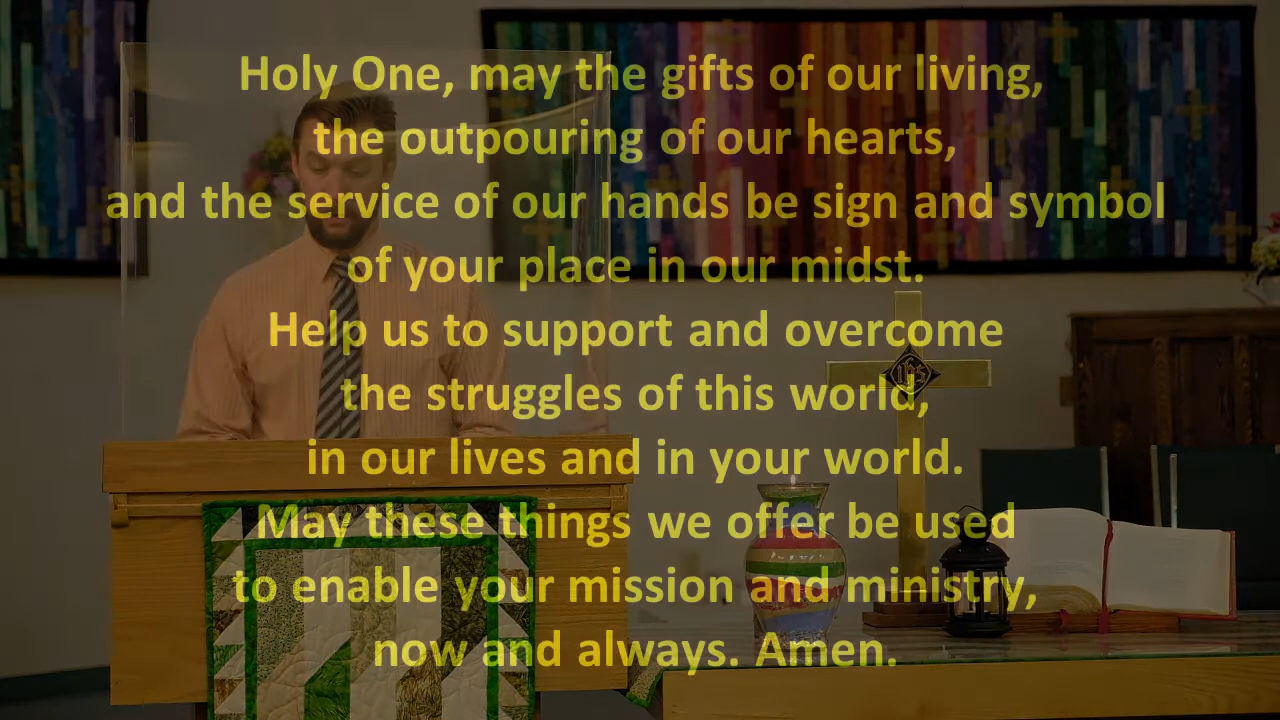 Holy One, may the gifts of our living,
the outpouring of our hearts,
and the service of our hands be sign and symbol
of your place in our midst.
Help us to support and overcome
the struggles of this world,
in our lives and in your world.
May these things we offer be used
to enable your mission and ministry,
now and always. Amen.
IHS